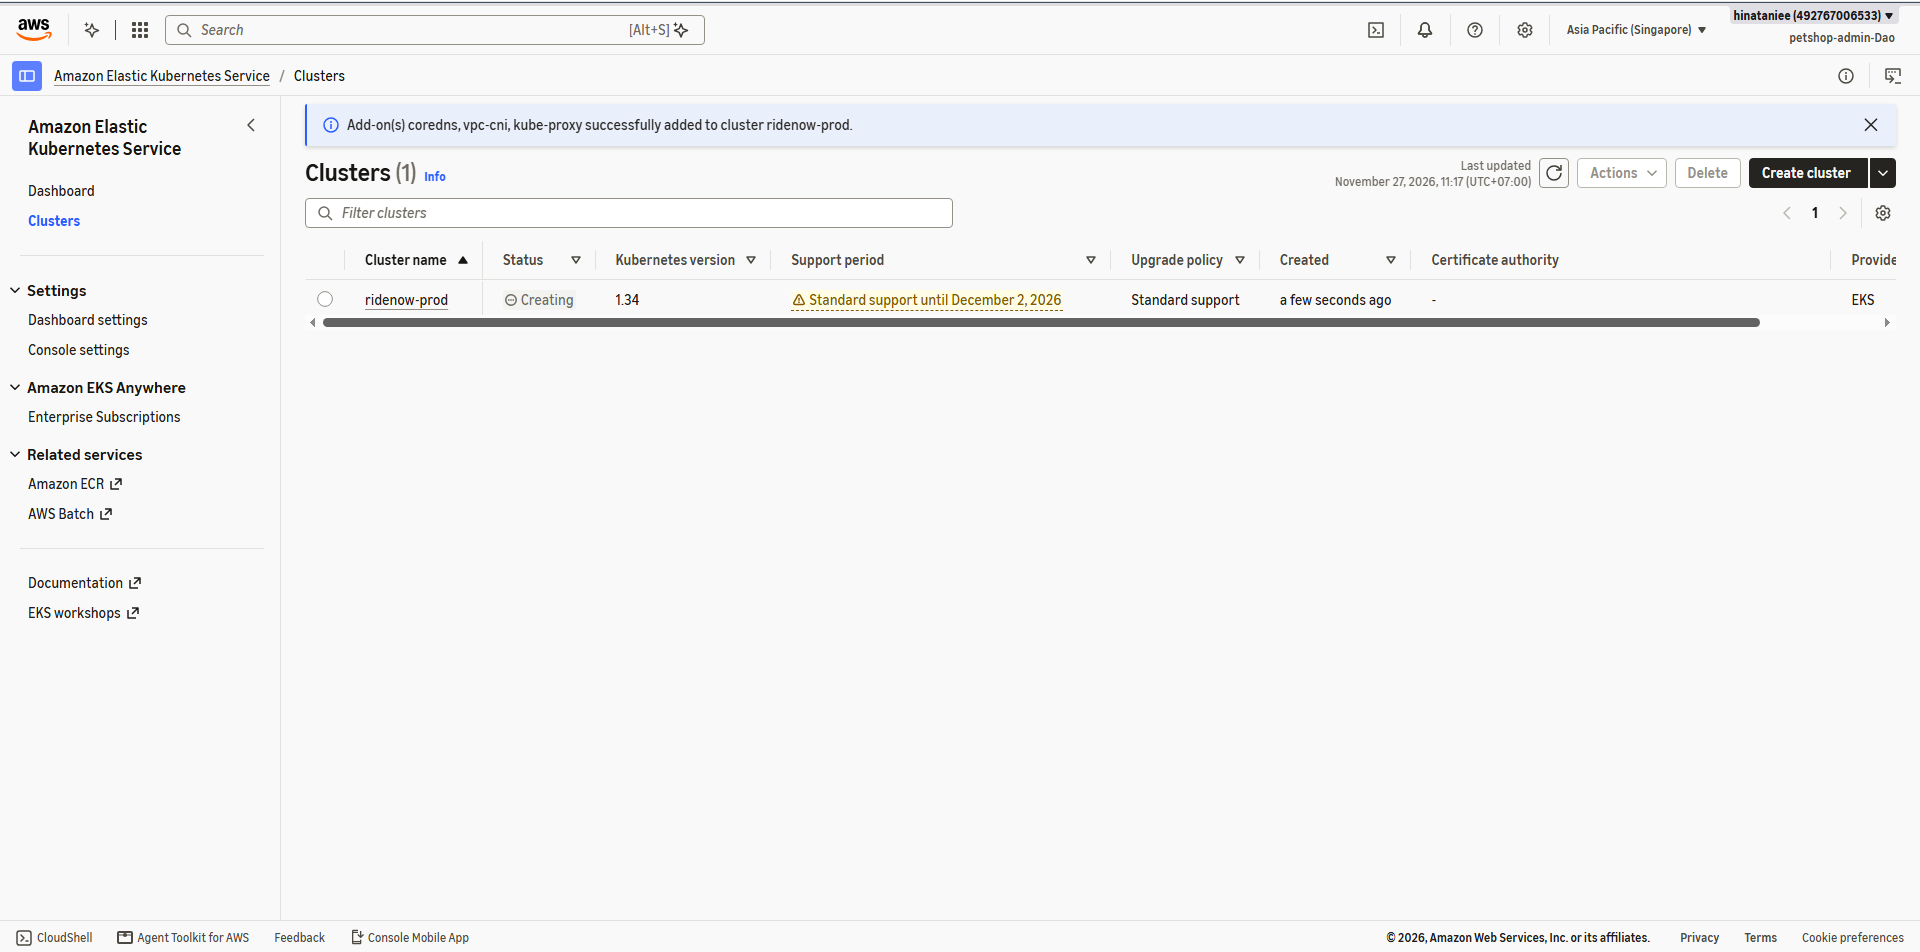 aws
Search
[Alt+S]
Asia Pacific (Singapore)
hinataniee (492767006533)
petshop-admin-Dao
Amazon Elastic Kubernetes Service / Clusters
Amazon Elastic
Kubernetes Service
Dashboard
Clusters
Settings
Dashboard settings
Console settings
Amazon EKS Anywhere
Enterprise Subscriptions
Related services
Amazon ECR
AWS Batch
Documentation
EKS workshops
Add-on(s) coredns, vpc-cni, kube-proxy successfully added to cluster ridenow-prod.
Clusters (1) Info
Last updated
November 27, 2026, 11:17 (UTC+07:00)
Actions
Delete
Create cluster
Filter clusters
1
Cluster name Status Kubernetes version Support period Upgrade policy Created Certificate authority Provide
ridenow-prod Creating 1.34 Standard support until December 2, 2026 Standard support a few seconds ago - EKS
CloudShell Agent Toolkit for AWS Feedback Console Mobile App
© 2026, Amazon Web Services, Inc. or its affiliates. Privacy Terms Cookie preferences